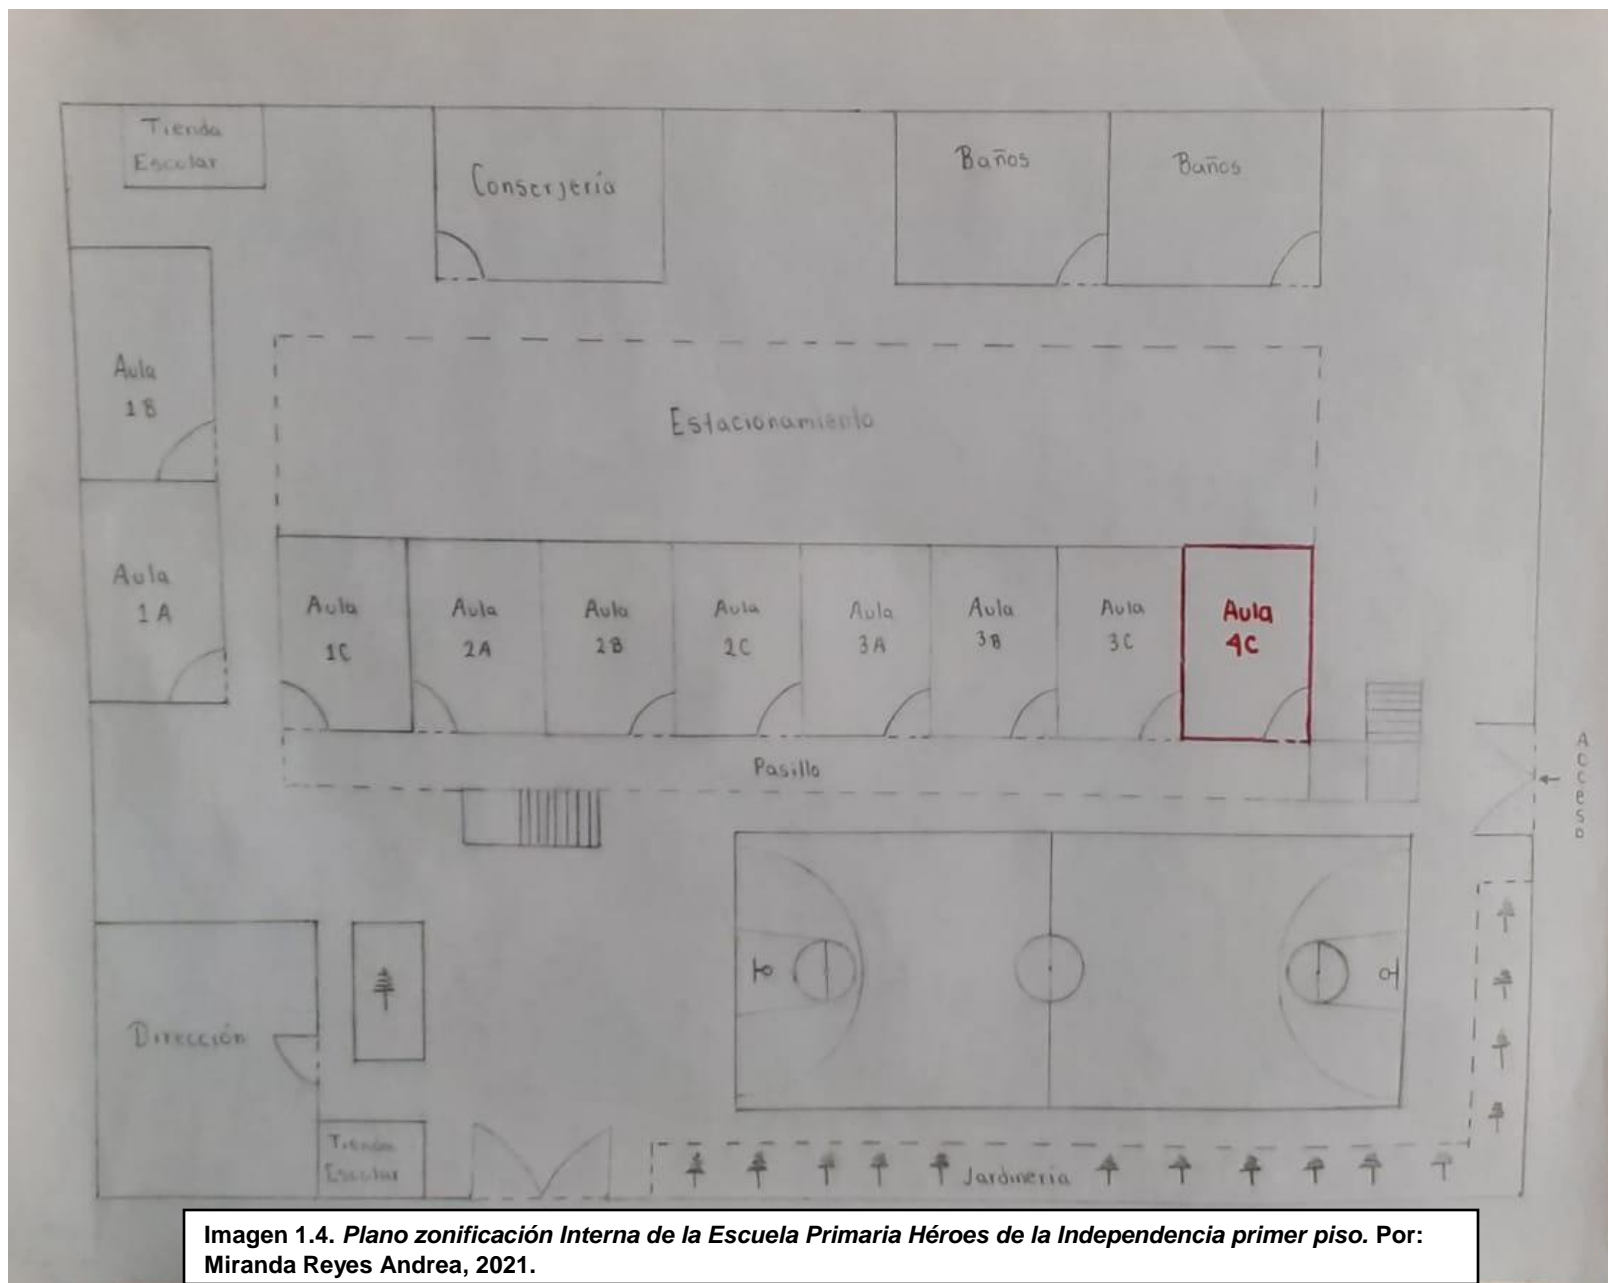 Tienda
Escolar
Conserjería
Baños
Baños
Aula
1B
Estacionamiento
Aula
1A
Aula
1C
Aula
2A
Aula
2B
Aula
2C
Aula
3A
Aula
3B
Aula
3C
Aula
4C
Pasillo
Acceso
Dirección
Tienda
Escolar
Jardinería
Imagen 1.4. Plano zonificación Interna de la Escuela Primaria Héroes de la Independencia primer piso. Por:
Miranda Reyes Andrea, 2021.